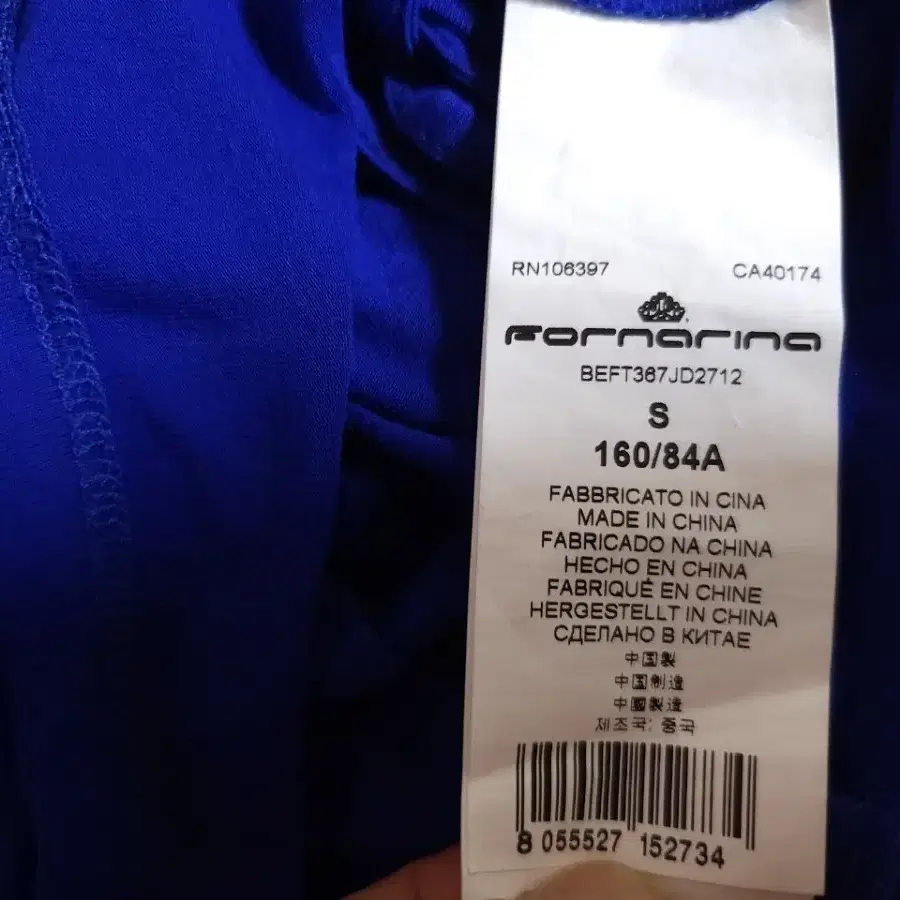 RN106397 CA40174
Fornarina
BEFT367JD2712
S
160/84A
FABBRICATO IN CINA
MADE IN CHINA
FABRICADO NA CHINA
HECHO EN CHINA
FABRIQUÉ EN CHINE
HERGESTELLT IN CHINA
СДЕЛАНО В КИТАЕ
中国製
中国制造
中國製造
제조국: 중국
8 055527 152734